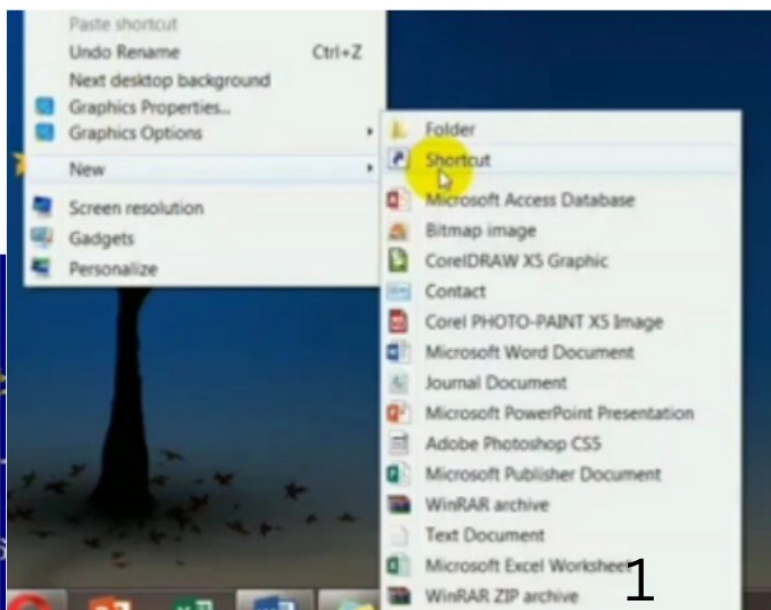 Paste shortcut
Undo Rename Ctrl+Z
Next desktop background
Graphics Properties...
Graphics Options
New
Screen resolution
Gadgets
Personalize
Folder
Shortcut
Microsoft Access Database
Bitmap image
CorelDRAW X5 Graphic
Contact
Corel PHOTO-PAINT X5 Image
Microsoft Word Document
Journal Document
Microsoft PowerPoint Presentation
Adobe Photoshop CS5
Microsoft Publisher Document
WinRAR archive
Text Document
Microsoft Excel Worksheet
WinRAR ZIP archive
1